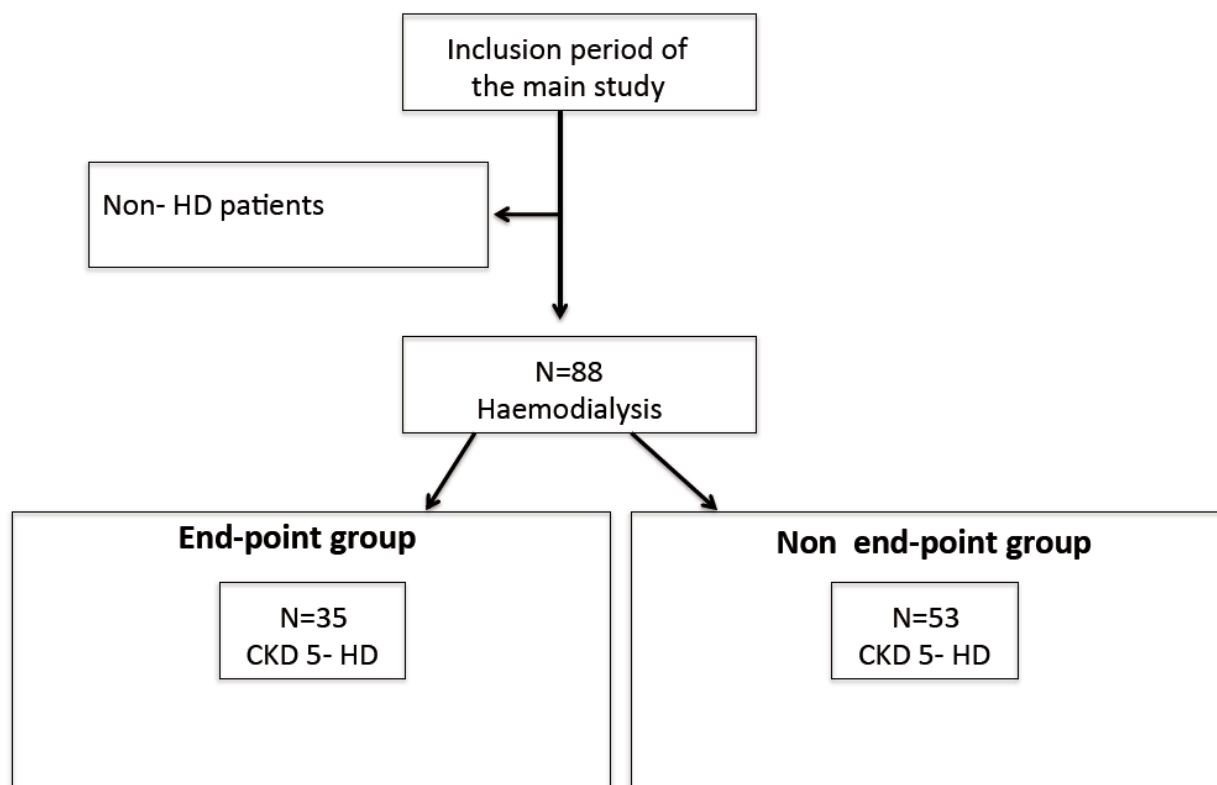 Inclusion period of
the main study
Non- HD patients
N=88
Haemodialysis
End-point group
N=35
CKD 5- HD
Non end-point group
N=53
CKD 5- HD